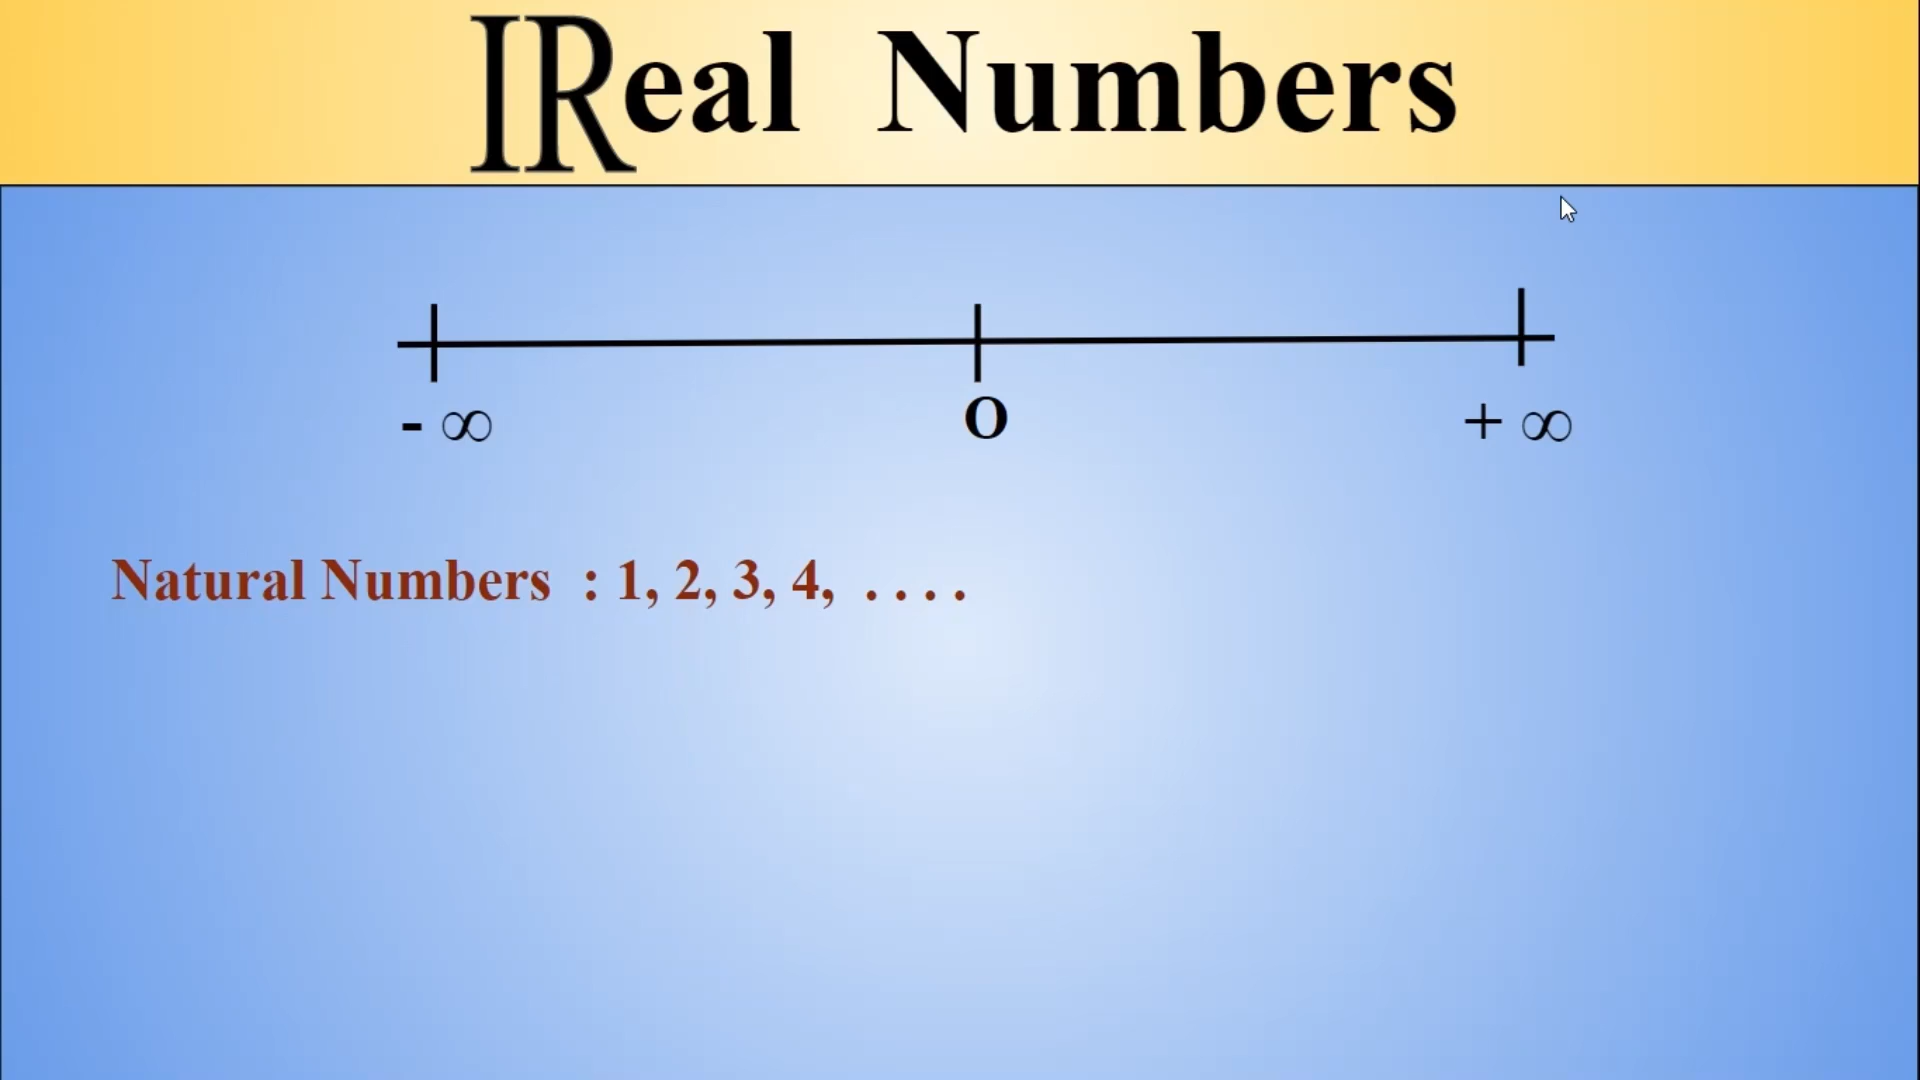 IReal Numbers
- ∞ O + ∞
Natural Numbers : 1, 2, 3, 4, . . . .